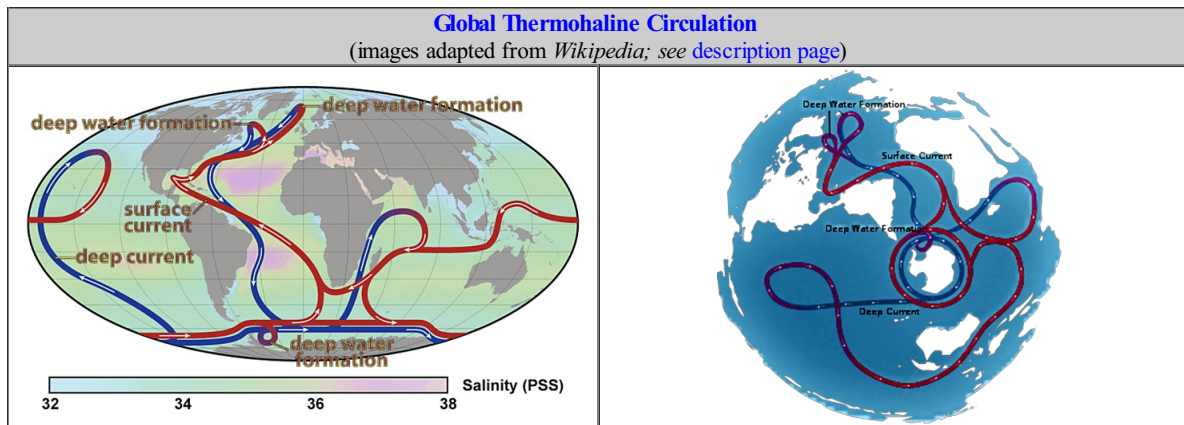 Global Thermohaline Circulation
(images adapted from Wikipedia; see description page)
deep water formation
deep water formation
surface
current
deep current
deep water
formation
Salinity (PSS)
32 34 36 38
Deep Water Formation
Surface Current
Deep Water Formation
Deep Current